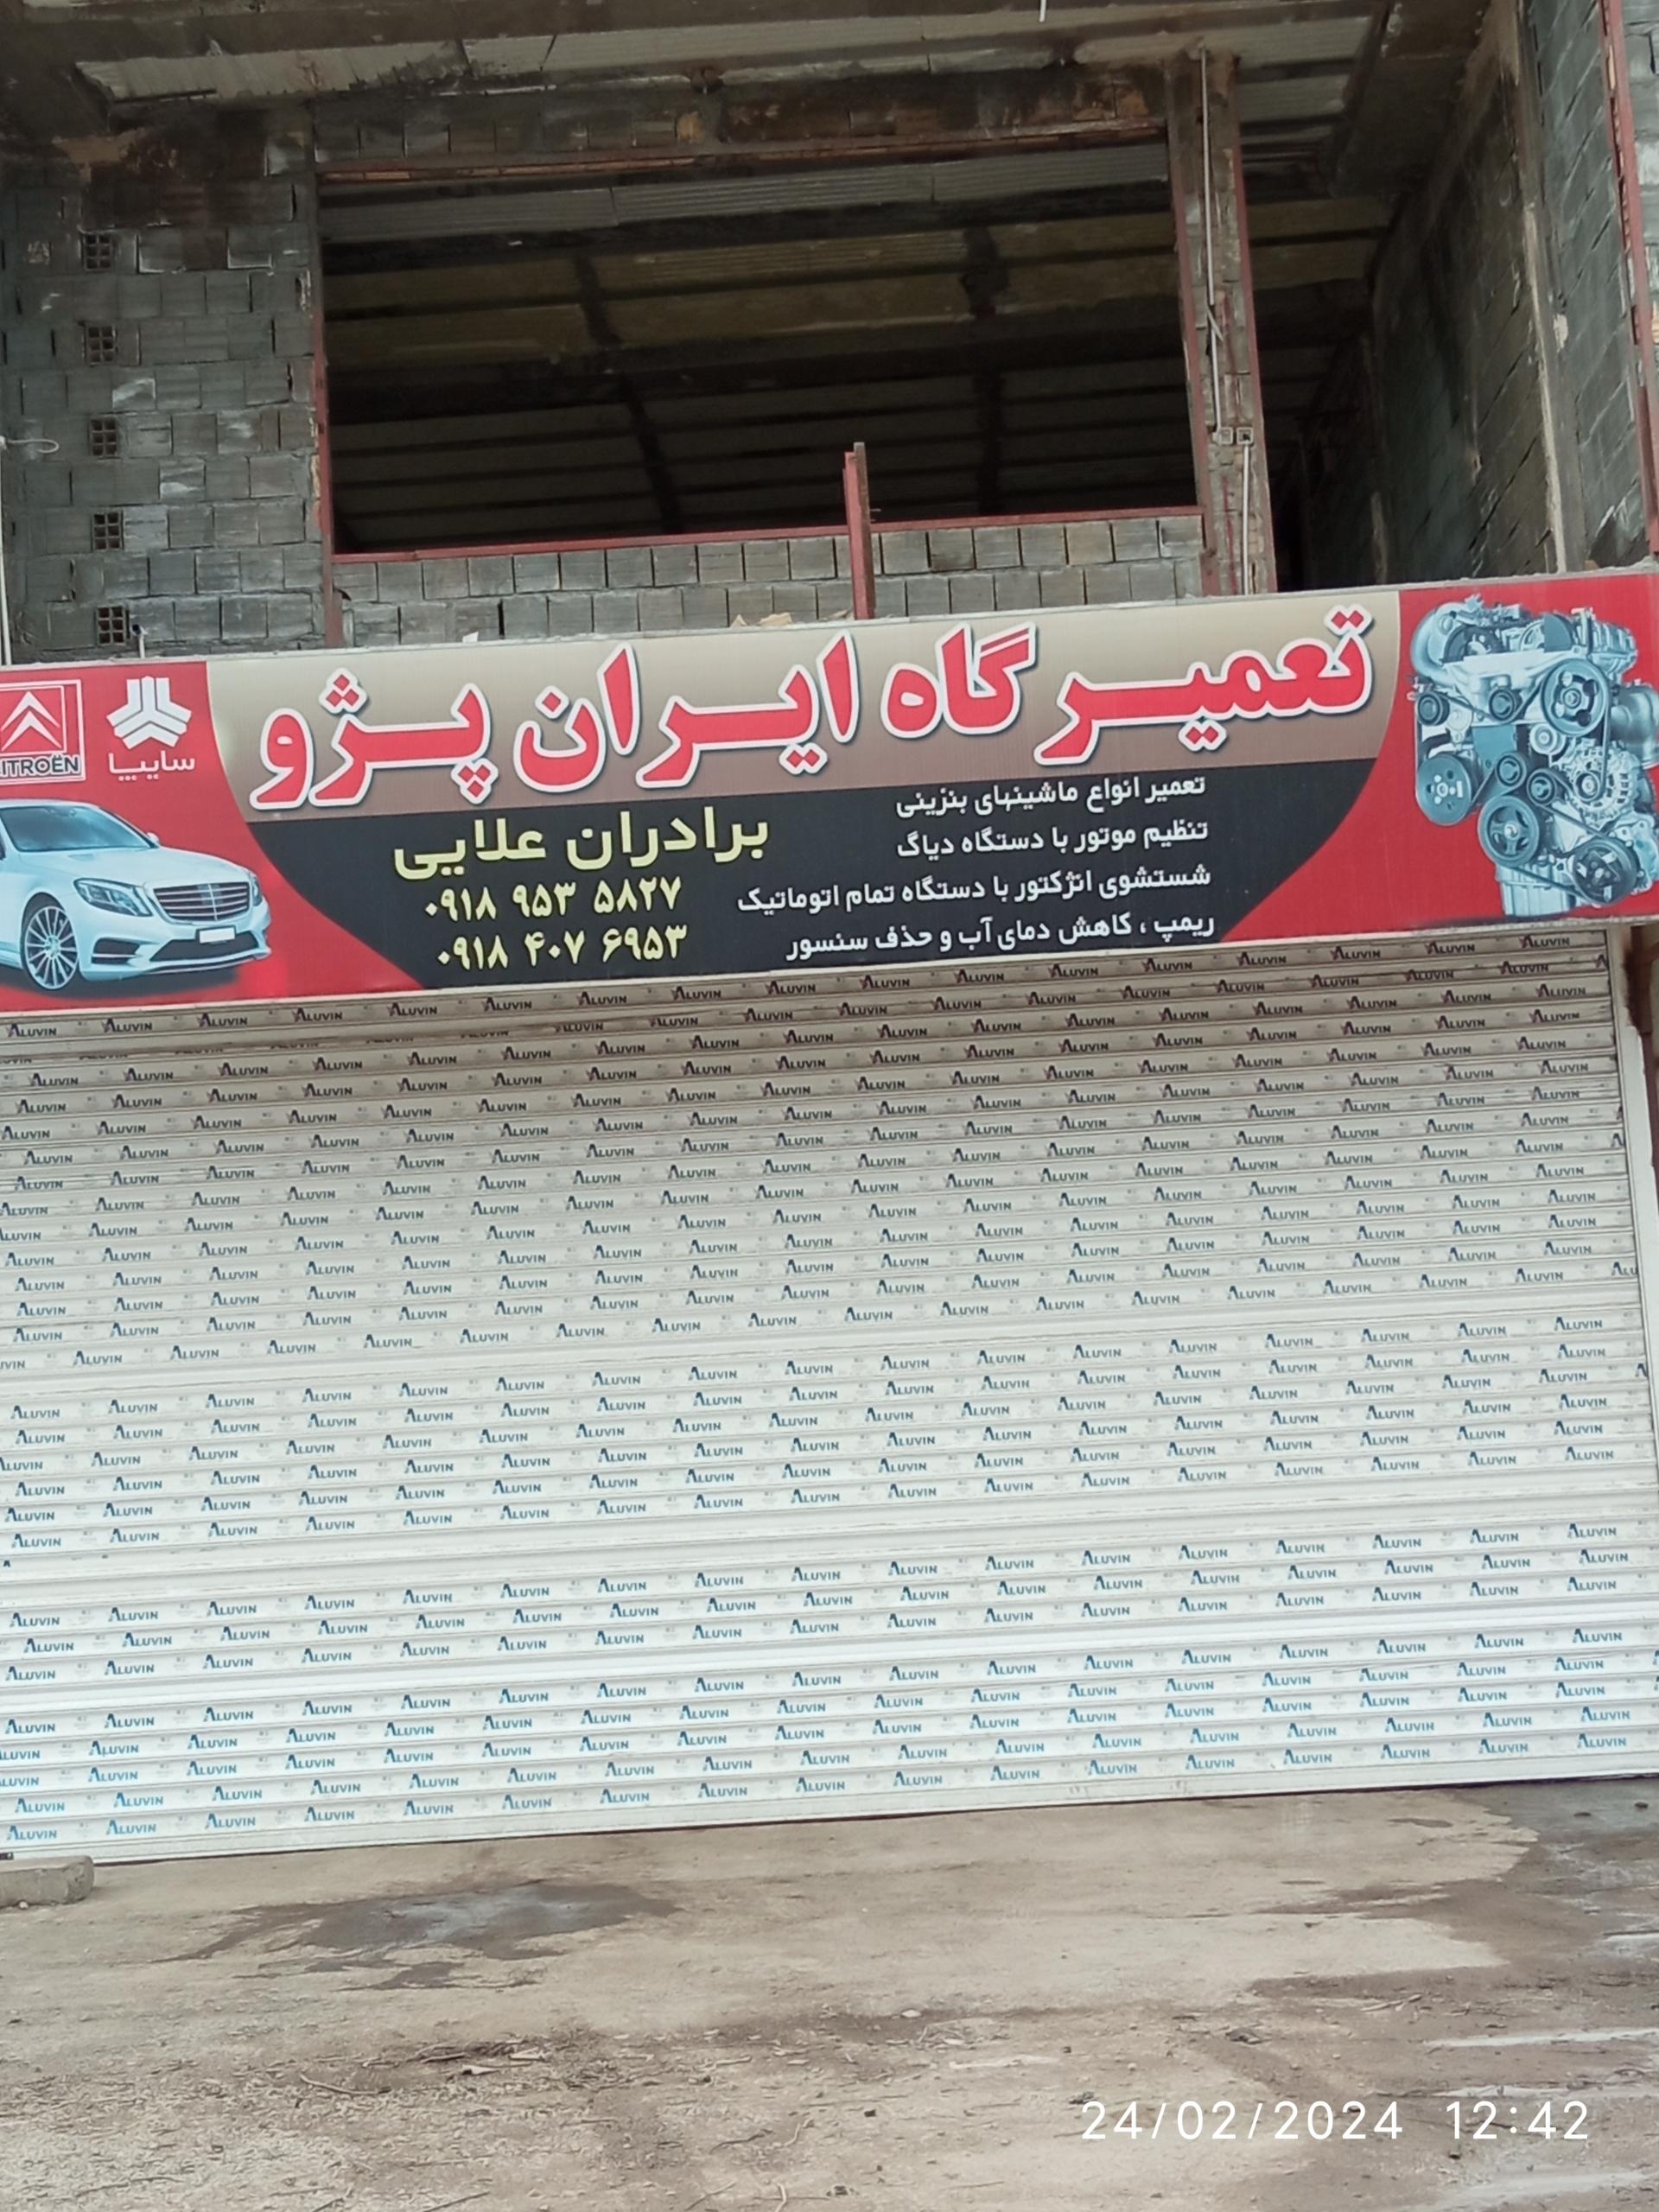 تعمیرگاه ایران پژو
سایپا
CITROËN
تعمیر انواع ماشینهای بنزینی
تنظیم موتور با دستگاه دیاگ
شستشوی انژکتور با دستگاه تمام اتوماتیک
ریمپ ، کاهش دمای آب و حذف سنسور
برادران علایی
۰۹۱۸ ۹۵۳ ۵۸۲۷
۰۹۱۸ ۴۰۷ ۶۹۵۳
ALUVIN
24/02/2024 12:42